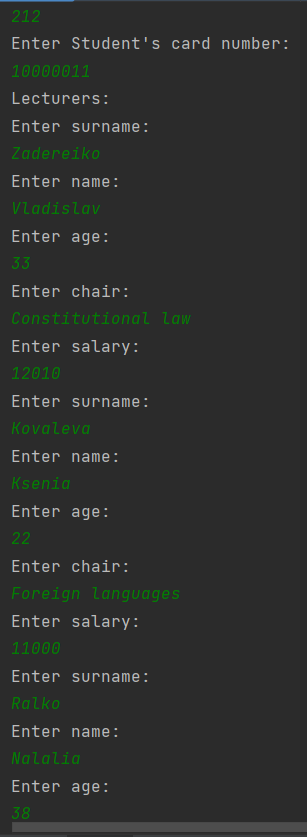 212
Enter Student's card number:
10000011
Lecturers:
Enter surname:
Zadereiko
Enter name:
Vladislav
Enter age:
33
Enter chair:
Constitutional law
Enter salary:
12010
Enter surname:
Kovaleva
Enter name:
Ksenia
Enter age:
22
Enter chair:
Foreign languages
Enter salary:
11000
Enter surname:
Ralko
Enter name:
Nalalia
Enter age:
38